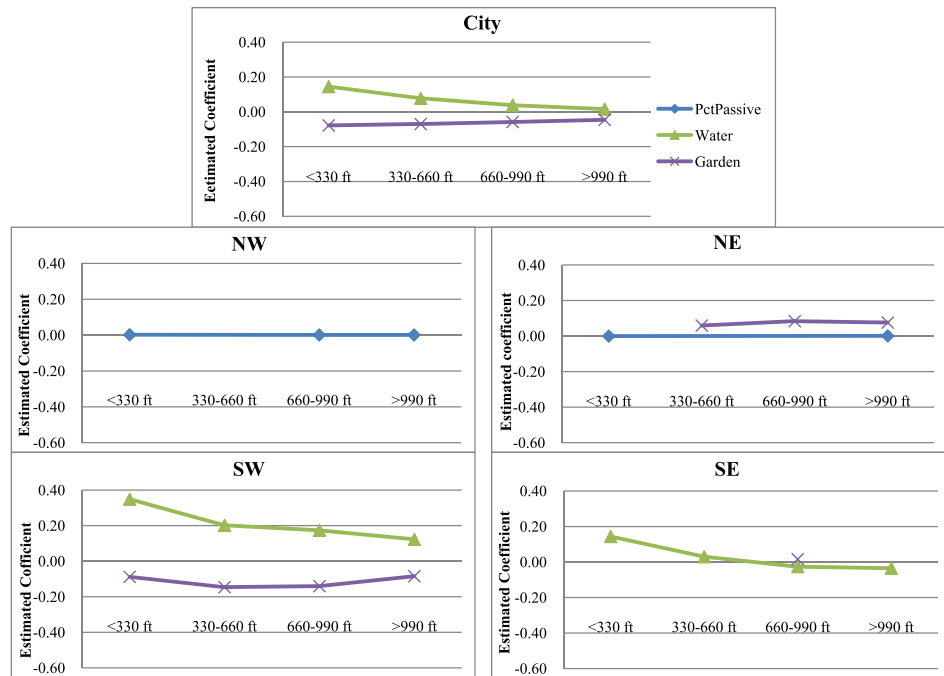 City
Eetimated Coefficient
0.40
0.20
0.00
-0.20
-0.40
-0.60
<330 ft
330-660 ft
660-990 ft
>990 ft
PctPassive
Water
Garden
NW
Estimated Coefficient
0.40
0.20
0.00
-0.20
-0.40
-0.60
<330 ft
330-660 ft
660-990 ft
>990 ft
NE
Estimated coefficient
0.40
0.20
0.00
-0.20
-0.40
-0.60
<330 ft
330-660 ft
660-990 ft
>990 ft
SW
Estimated Cofficient
0.40
0.20
0.00
-0.20
-0.40
-0.60
<330 ft
330-660 ft
660-990 ft
>990 ft
SE
Estimated Coefficient
0.40
0.20
0.00
-0.20
-0.40
-0.60
<330 ft
330-660 ft
660-990 ft
>990 ft